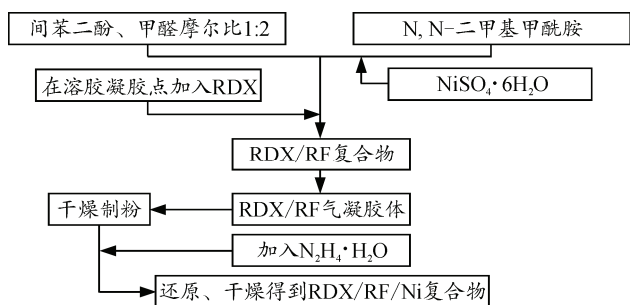 间苯二酚、甲醛摩尔比1:2
N, N-二甲基甲酰胺
在溶胶凝胶点加入RDX
NiSO₄·6H₂O
RDX/RF复合物
干燥制粉
RDX/RF气凝胶体
加入N₂H₄·H₂O
还原、干燥得到RDX/RF/Ni复合物